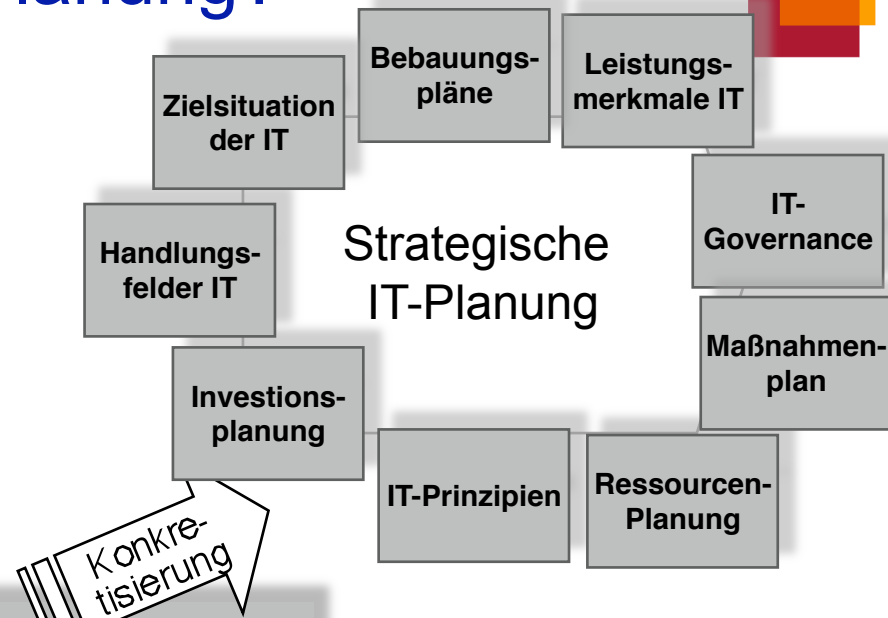 Bebauungs-
pläne
Leistungs-
merkmale IT
Zielsituation
der IT
IT-
Governance
Handlungs-
felder IT
Strategische
IT-Planung
Maßnahmen-
plan
Investions-
planung
IT-Prinzipien
Ressourcen-
Planung
Konkre-
tisierung